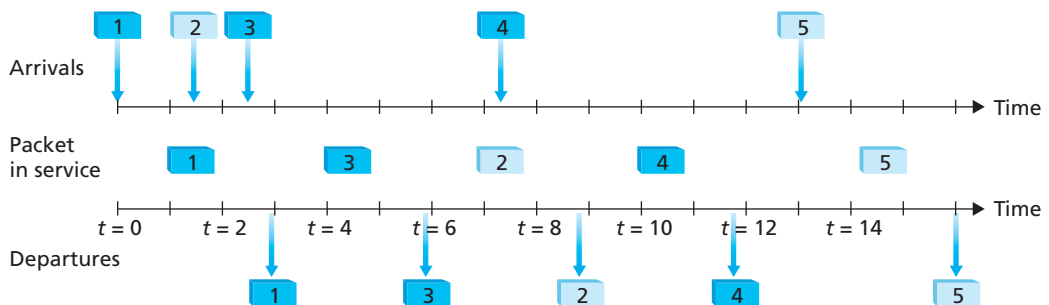 1 2 3 4 5
Arrivals
Time
Packet
in service
1 3 2 4 5
Time
t = 0 t = 2 t = 4 t = 6 t = 8 t = 10 t = 12 t = 14
Departures
1 3 2 4 5